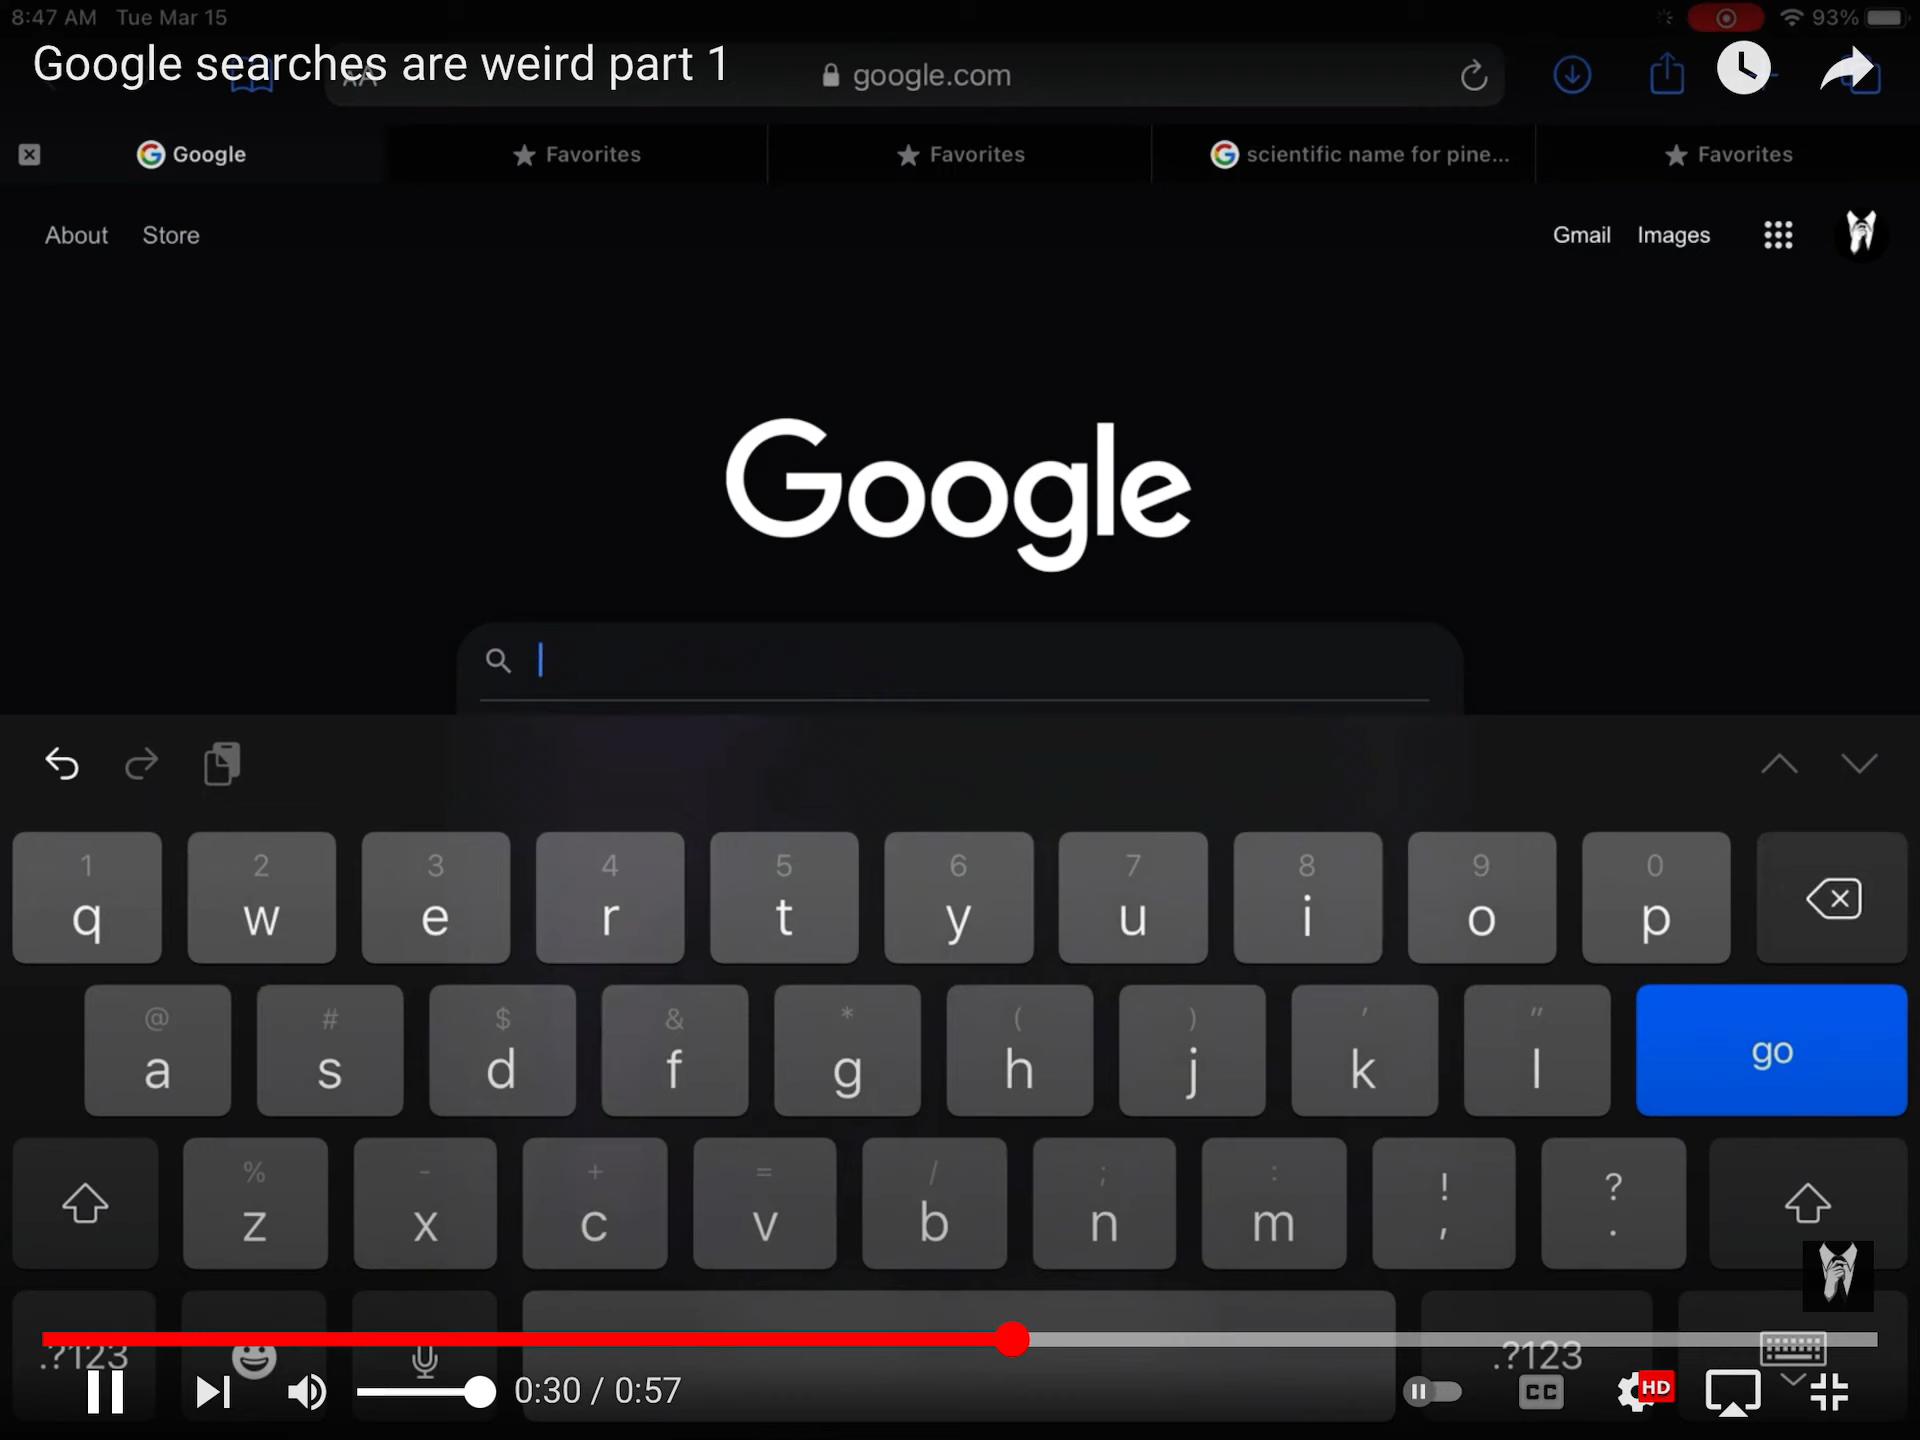 8:47 AM Tue Mar 15 93%
Google searches are weird part 1
AA google.com
Google Favorites Favorites scientific name for pine... Favorites
About Store Gmail Images
Google
1 2 3 4 5 6 7 8 9 0
q w e r t y u i o p
@ # $ & * ( ) ' "
a s d f g h j k l go
% - + = / ; : ! ?
z x c v b n m , .
.?123 .?123
0:30 / 0:57 CC HD